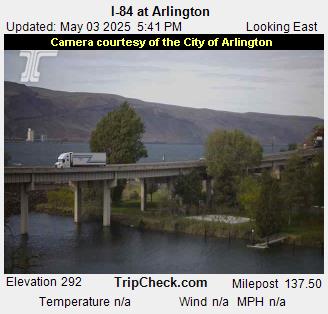 I-84 at Arlington
Updated: May 03 2025 5:41 PM Looking East
Camera courtesy of the City of Arlington
Elevation 292 TripCheck.com Milepost 137.50
Temperature n/a Wind n/a MPH n/a